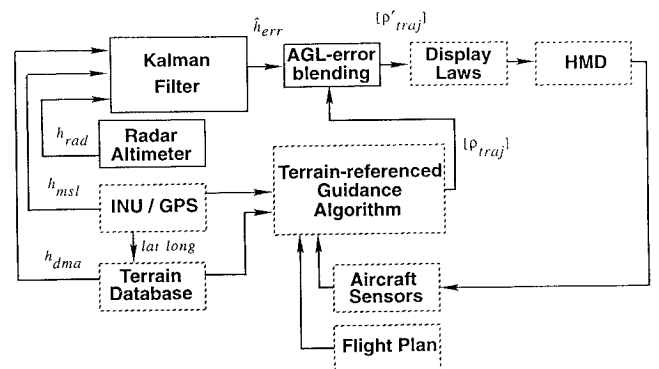 ĥ_err
[ρ'_traj]
Kalman
Filter
AGL-error
blending
Display
Laws
HMD
h_rad
Radar
Altimeter
[ρ_traj]
Terrain-referenced
Guidance
Algorithm
h_msl
INU / GPS
lat long
h_dma
Terrain
Database
Aircraft
Sensors
Flight Plan